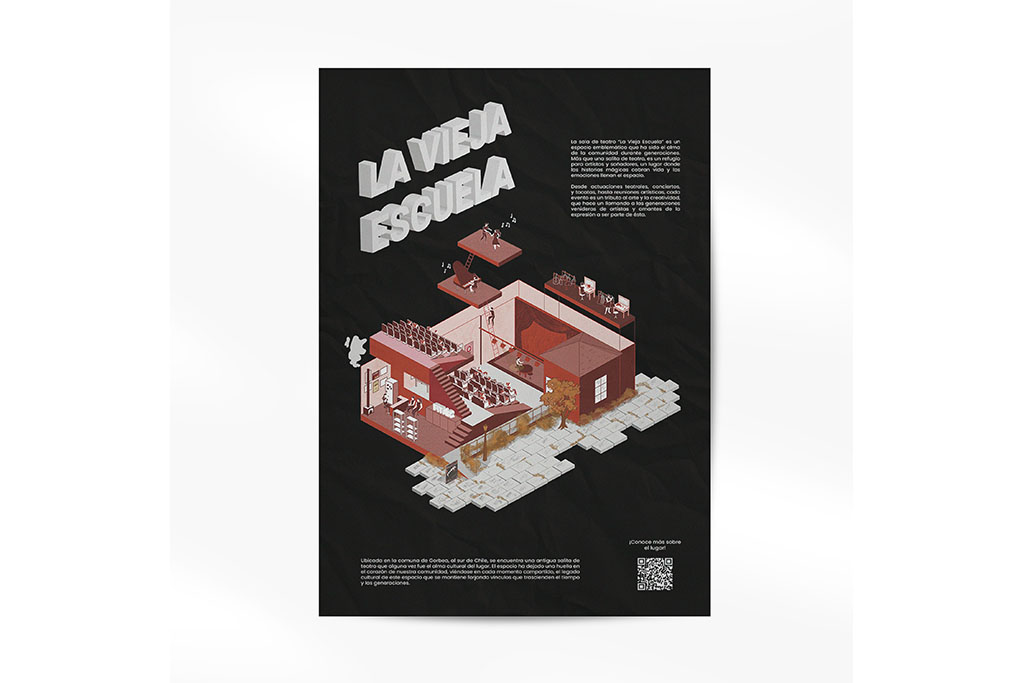 LA VIEJA
ESCUELA
La sala de teatro "La Vieja Escuela" es un
espacio emblemático que ha sido el alma
de la comunidad durante generaciones.
Más que una salita de teatro, es un refugio
para artistas y soñadores, un lugar donde
las historias mágicas cobran vida y las
emociones llenan el espacio.
Desde actuaciones teatrales, conciertos,
y tocatas, hasta reuniones artísticas, cada
evento es un tributo al arte y la creatividad,
que hace un llamando a las generaciones
venideras de artistas y amantes de la
expresión a ser parte de ésta.
¡Conoce más sobre
el lugar!
Ubicada en la comuna de Gorbea, al sur de Chile, se encuentra una antigua salita de
teatro que alguna vez fue el alma cultural del lugar. El espacio ha dejado una huella en
el corazón de nuestra comunidad, viéndose en cada momento compartido, el legado
cultural de este espacio que se mantiene forjando vínculos que trascienden el tiempo
y las generaciones.